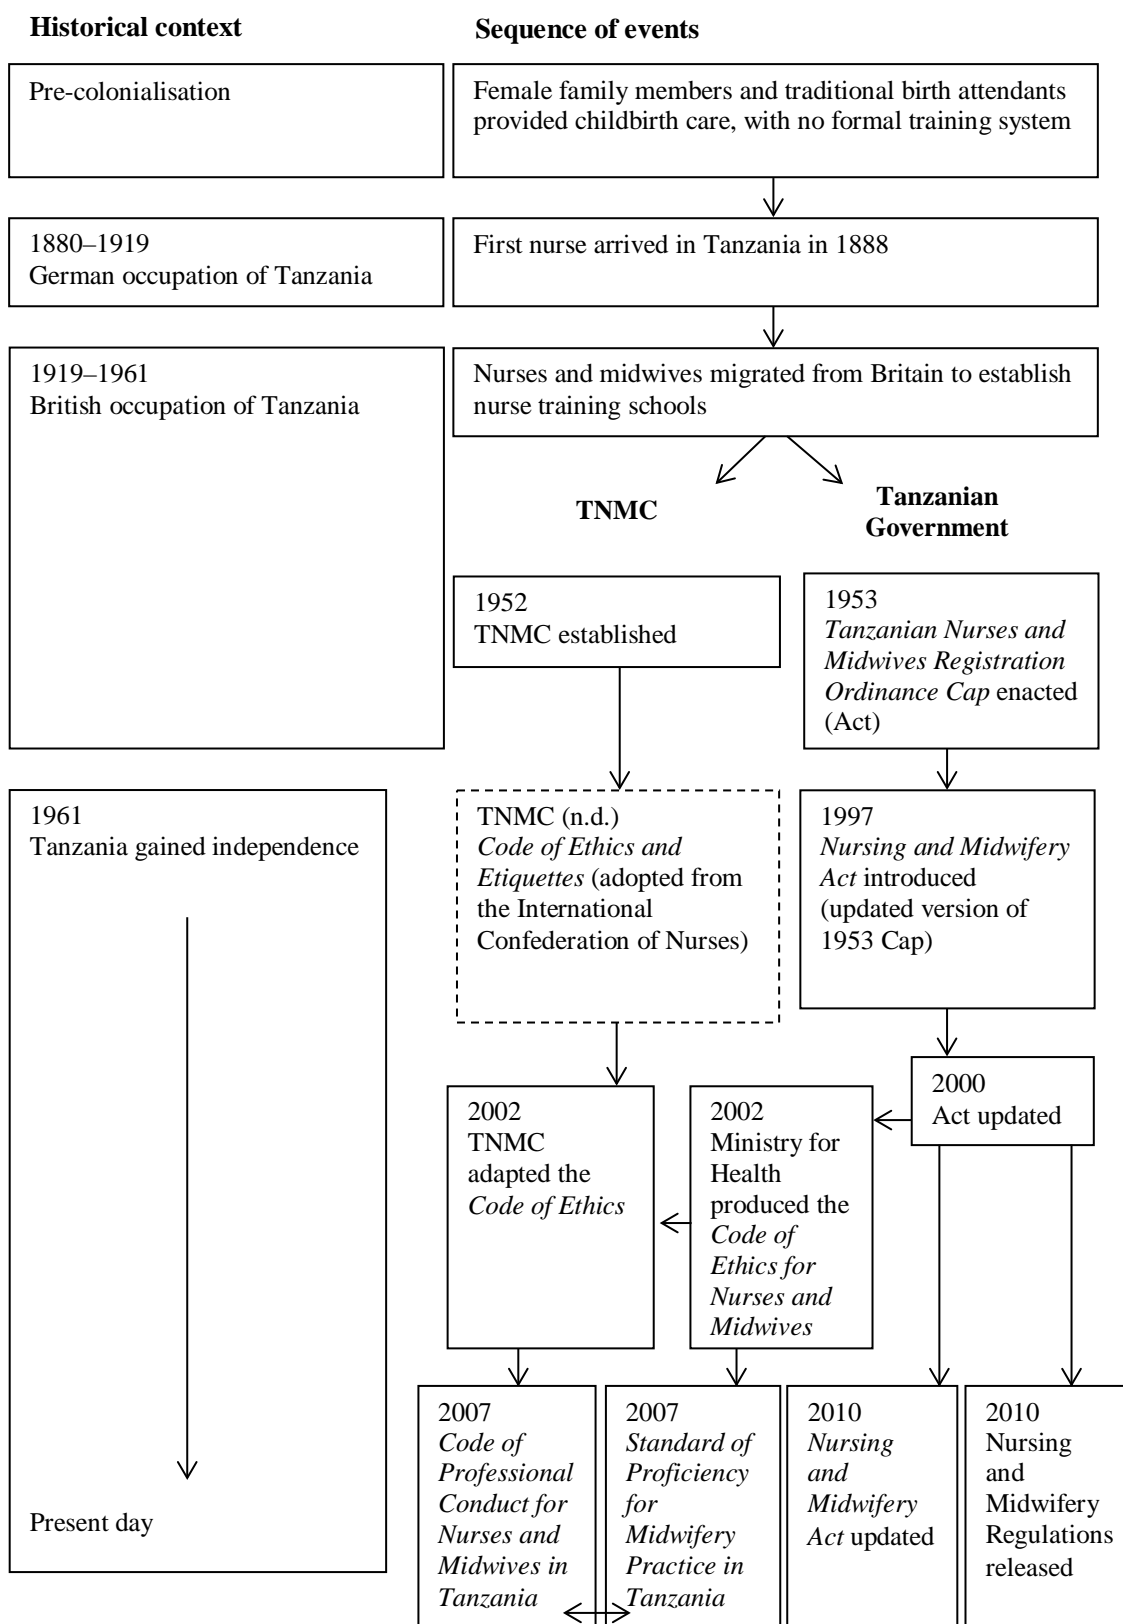 Historical context
Sequence of events
Pre-colonialisation
Female family members and traditional birth attendants
provided childbirth care, with no formal training system
1880–1919
German occupation of Tanzania
First nurse arrived in Tanzania in 1888
1919–1961
British occupation of Tanzania
Nurses and midwives migrated from Britain to establish
nurse training schools
TNMC
Tanzanian
Government
1952
TNMC established
1953
Tanzanian Nurses and
Midwives Registration
Ordinance Cap enacted
(Act)
1961
Tanzania gained independence
TNMC (n.d.)
Code of Ethics and
Etiquettes (adopted from
the International
Confederation of Nurses)
1997
Nursing and Midwifery
Act introduced
(updated version of
1953 Cap)
2000
Act updated
2002
TNMC
adapted the
Code of Ethics
2002
Ministry for
Health
produced the
Code of
Ethics for
Nurses and
Midwives
Present day
2007
Code of
Professional
Conduct for
Nurses and
Midwives in
Tanzania
2007
Standard of
Proficiency
for
Midwifery
Practice in
Tanzania
2010
Nursing
and
Midwifery
Act updated
2010
Nursing
and
Midwifery
Regulations
released